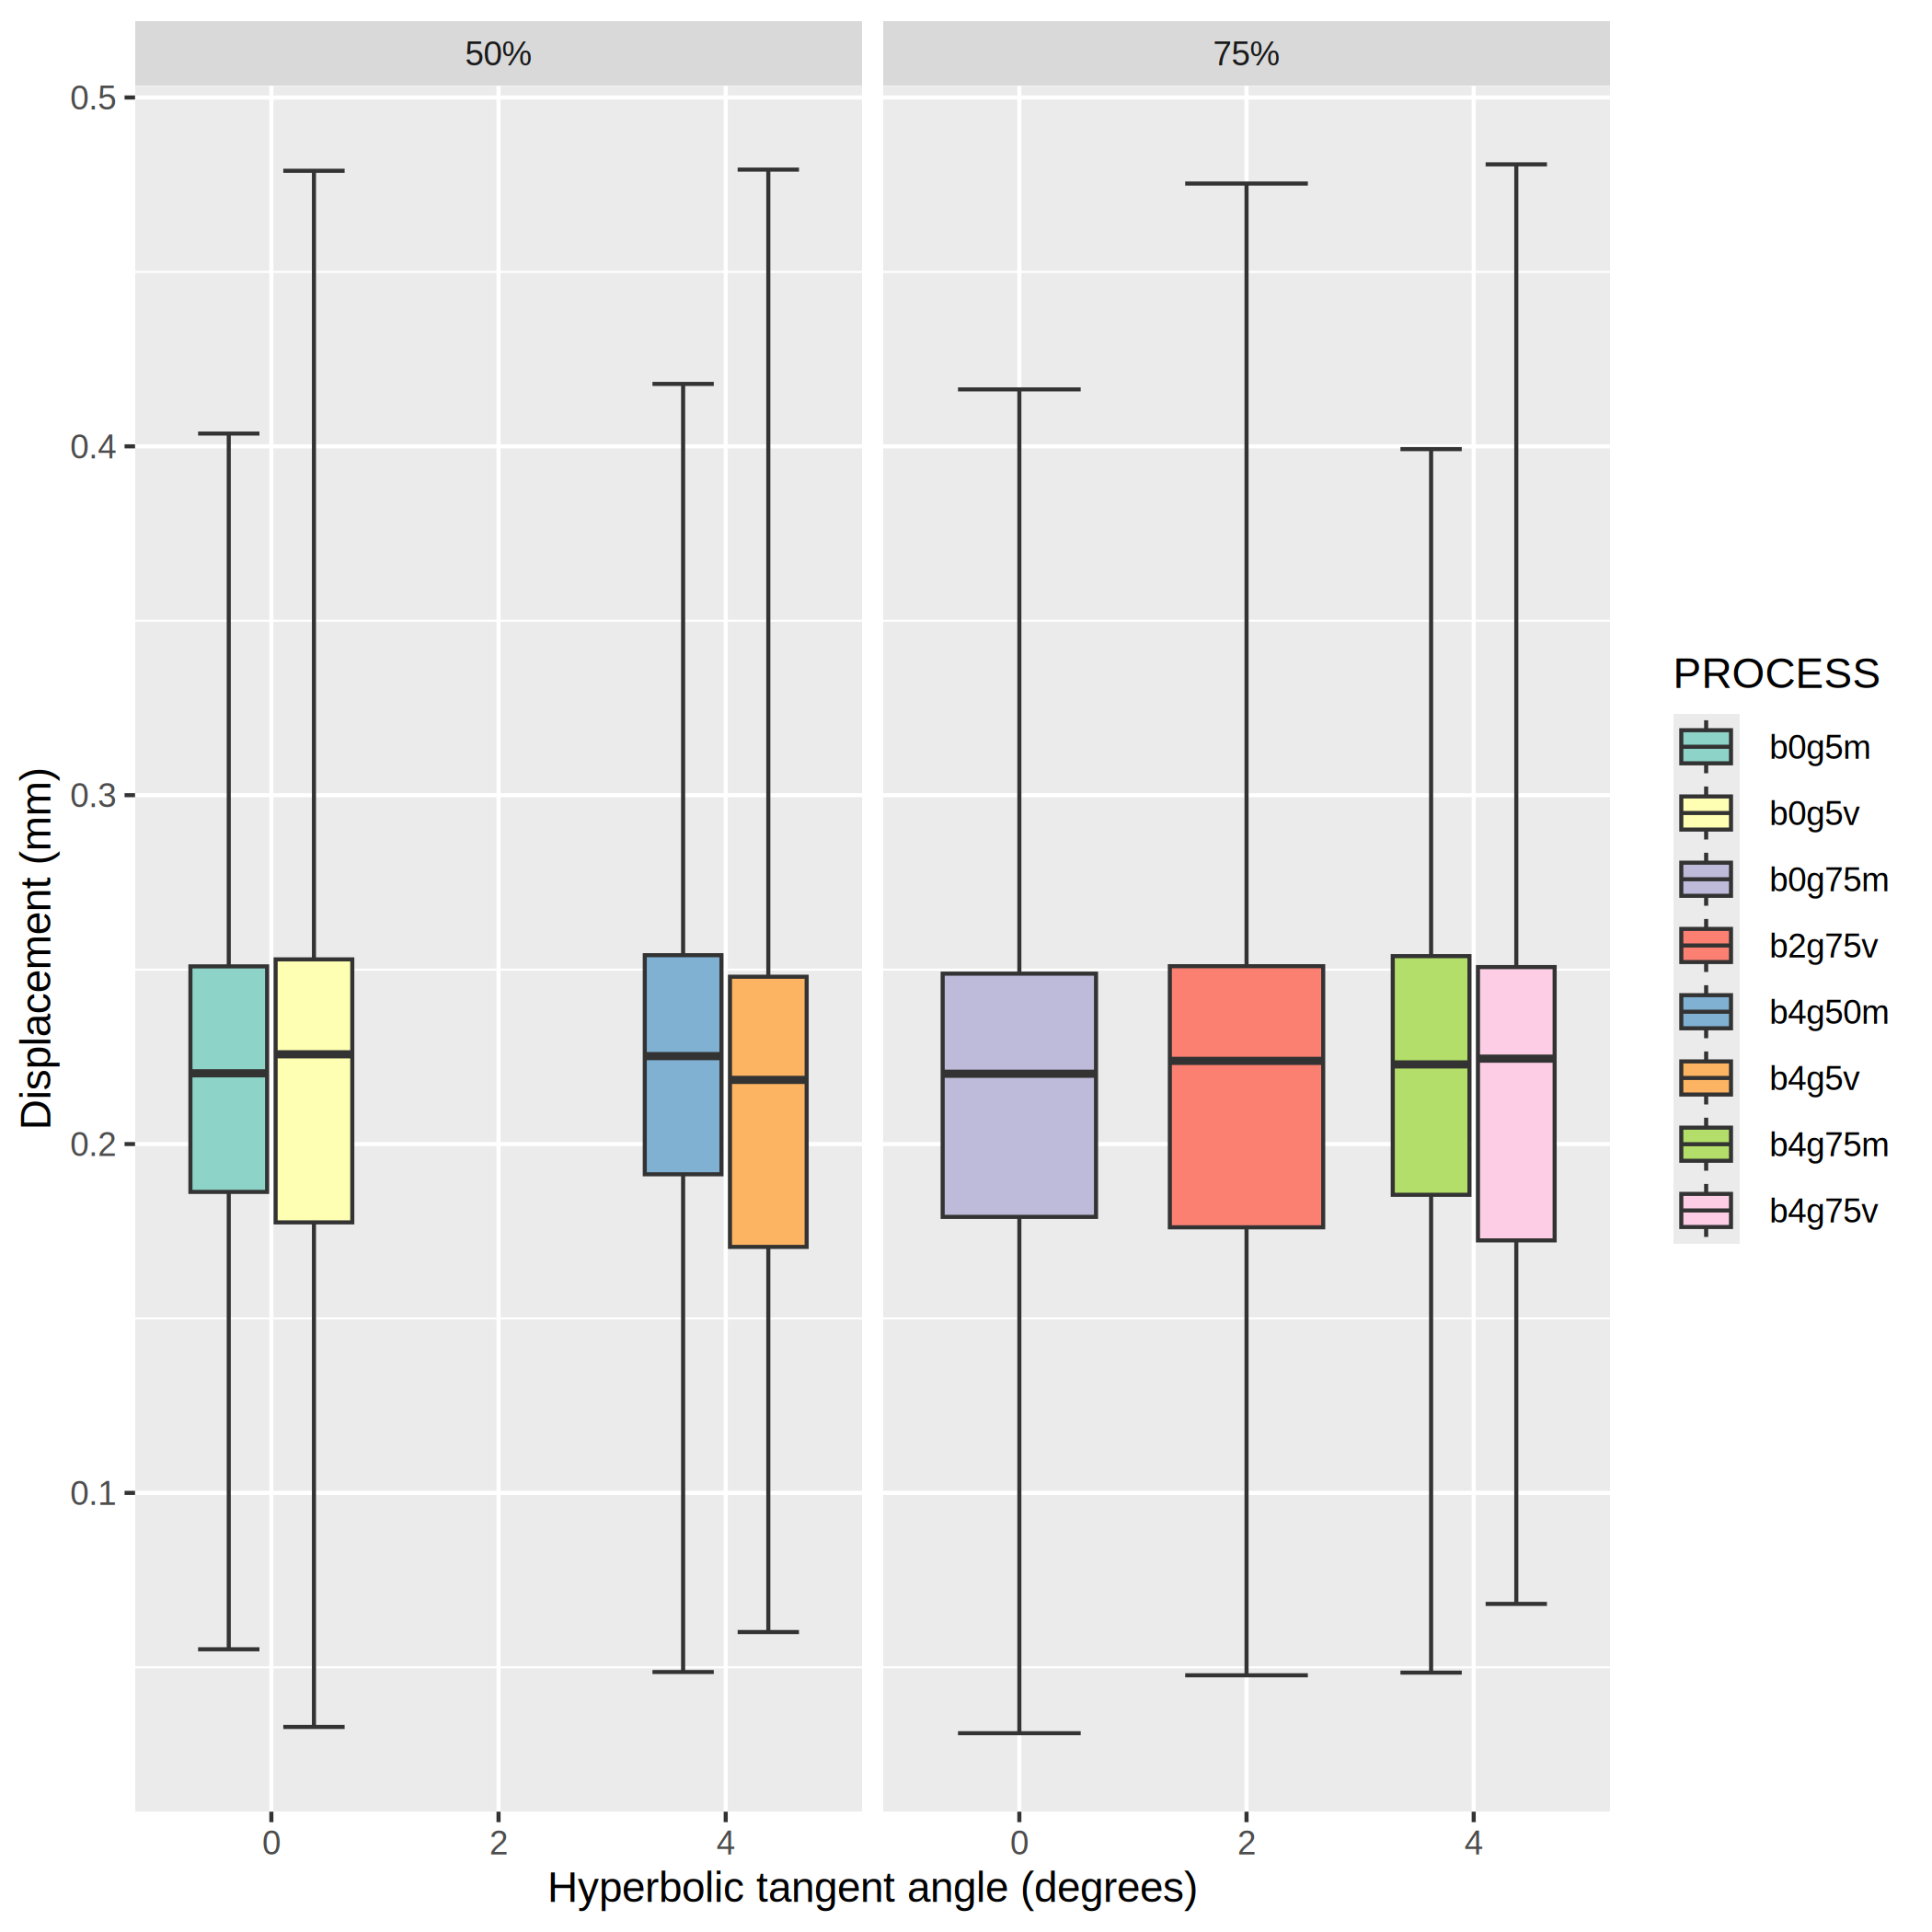 50%
75%
0.5
0.4
0.3
0.2
0.1
Displacement (mm)
0
2
4
0
2
4
Hyperbolic tangent angle (degrees)
PROCESS
b0g5m
b0g5v
b0g75m
b2g75v
b4g50m
b4g5v
b4g75m
b4g75v